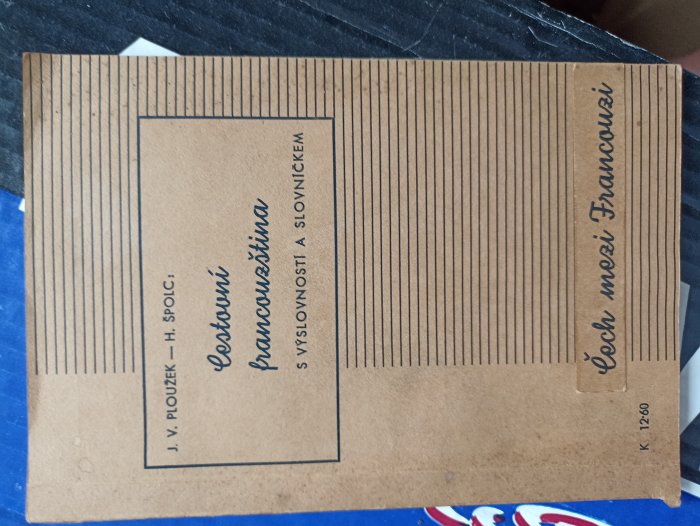 J. V. PLOUŽEK — H. ŠPOLC:
Cestovní
francouzština
S VÝSLOVNOSTÍ A SLOVNÍČKEM
Čech mezi Francouzi
K 12·60